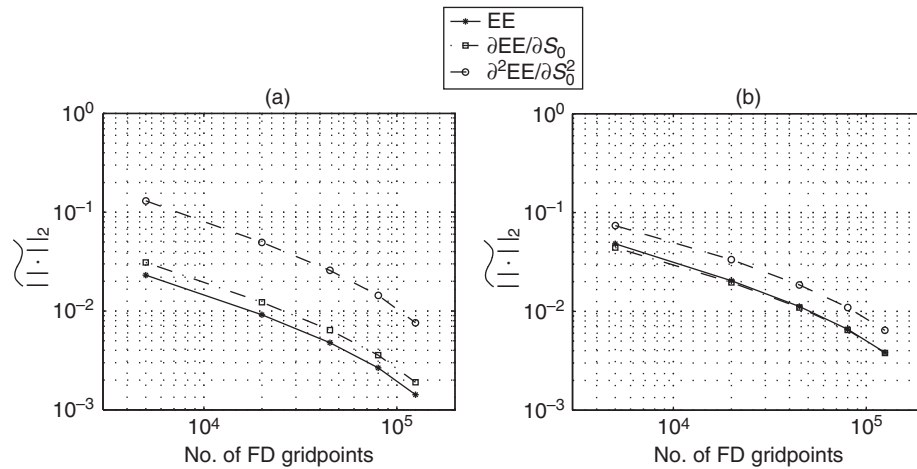 EE
∂EE/∂S₀
∂²EE/∂S₀²
(a)
10⁰
10⁻¹
10⁻²
10⁻³
||·||₂
10⁴
10⁵
No. of FD gridpoints
(b)
10⁰
10⁻¹
10⁻²
10⁻³
||·||₂
10⁴
10⁵
No. of FD gridpoints